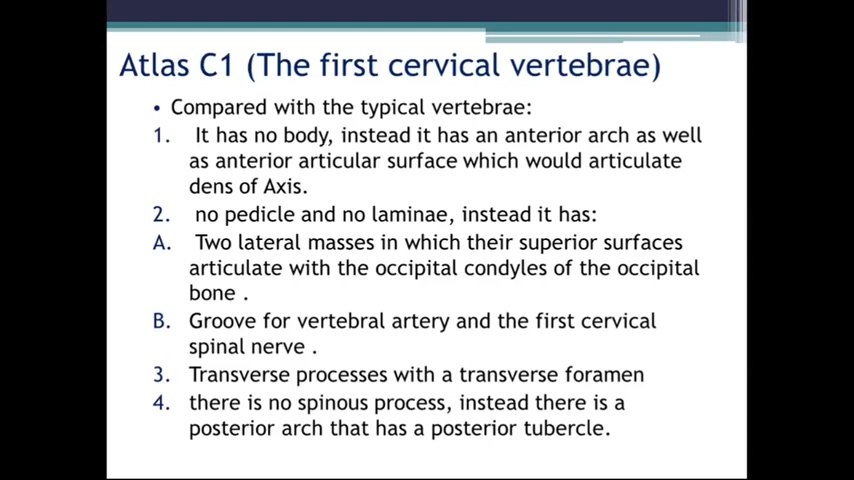 Atlas C1 (The first cervical vertebrae)
• Compared with the typical vertebrae:
1. It has no body, instead it has an anterior arch as well
as anterior articular surface which would articulate
dens of Axis.
2. no pedicle and no laminae, instead it has:
A. Two lateral masses in which their superior surfaces
articulate with the occipital condyles of the occipital
bone .
B. Groove for vertebral artery and the first cervical
spinal nerve .
3. Transverse processes with a transverse foramen
4. there is no spinous process, instead there is a
posterior arch that has a posterior tubercle.